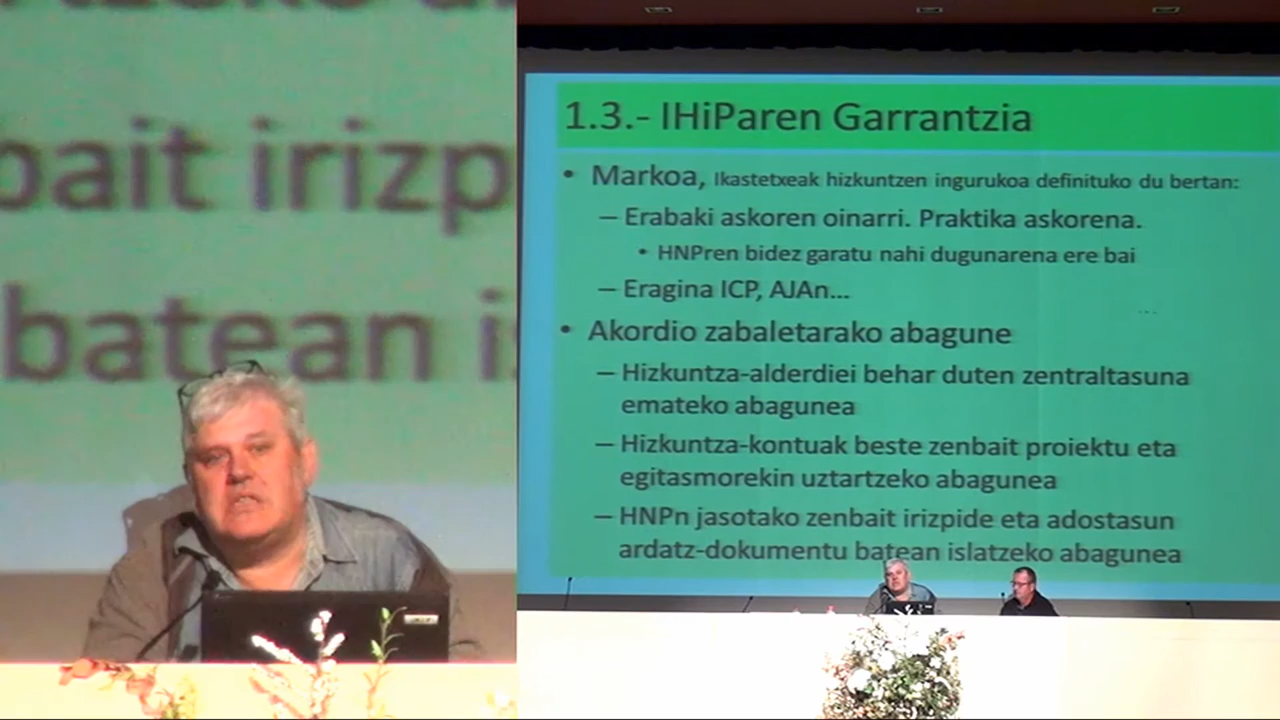 bait irizp
batean is
1.3.- IHiParen Garrantzia
• Markoa, Ikastetxeak hizkuntzen ingurukoa definituko du bertan:
– Erabaki askoren oinarri. Praktika askorena.
• HNPren bidez garatu nahi dugunarena ere bai
– Eragina ICP, AJAn...
• Akordio zabaletarako abagune
– Hizkuntza-alderdiei behar duten zentraltasuna
emateko abagunea
– Hizkuntza-kontuak beste zenbait proiektu eta
egitasmorekin uztartzeko abagunea
– HNPn jasotako zenbait irizpide eta adostasun
ardatz-dokumentu batean islatzeko abagunea